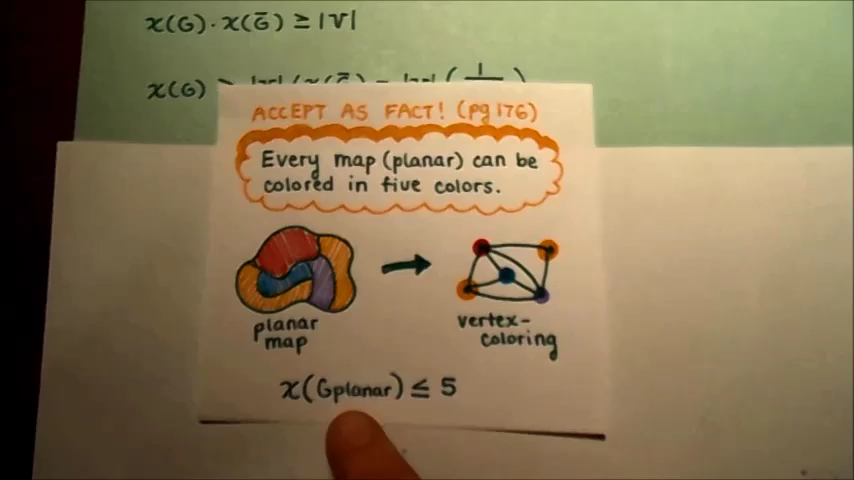 χ(G)·χ(Ḡ) ≥ |V|
χ(G)
ACCEPT AS FACT! (pg 176)
Every map (planar) can be
colored in five colors.
planar
map
vertex-
coloring
χ(Gplanar) ≤ 5